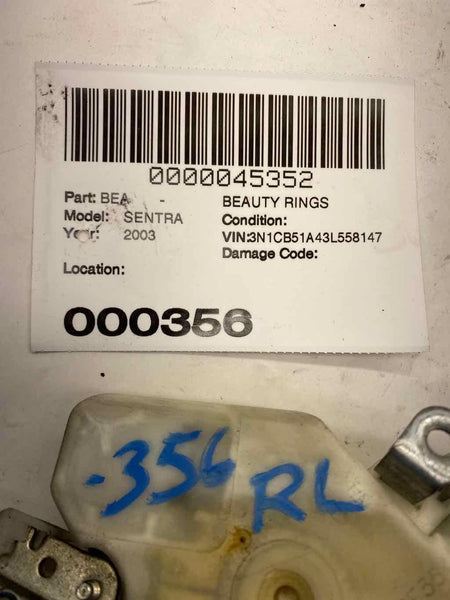 0000045352
Part: BEA - BEAUTY RINGS
Model: SENTRA Condition:
Year: 2003 VIN:3N1CB51A43L558147
Damage Code:
Location:
000356
-356 RL